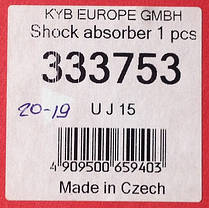 KYB EUROPE GMBH
Shock absorber 1 pcs
333753
20-19 U J 15
4 909500 659403
Made in Czech